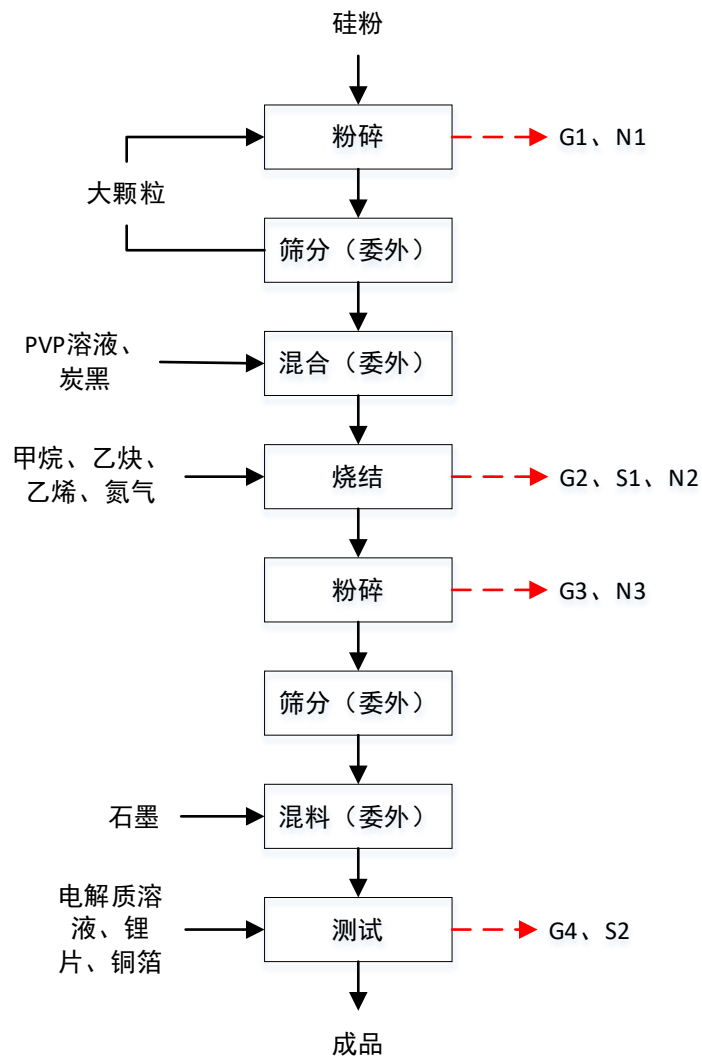 硅粉
粉碎
G1、N1
大颗粒
筛分（委外）
PVP溶液、
炭黑
混合（委外）
甲烷、乙炔、
乙烯、氮气
烧结
G2、S1、N2
粉碎
G3、N3
筛分（委外）
石墨
混料（委外）
电解质溶
液、锂
片、铜箔
测试
G4、S2
成品